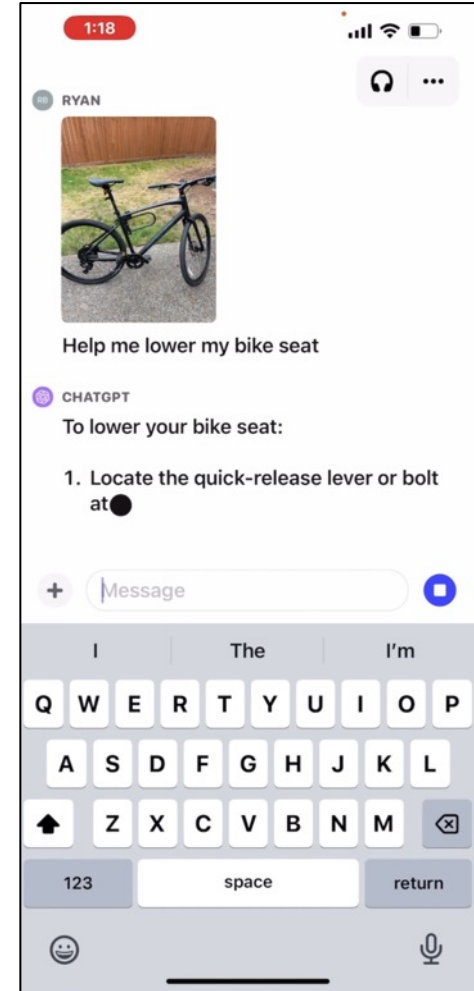 1:18
RYAN
Help me lower my bike seat
CHATGPT
To lower your bike seat:
1. Locate the quick-release lever or bolt
at
Message
I The I'm
Q W E R T Y U I O P
A S D F G H J K L
Z X C V B N M
123 space return